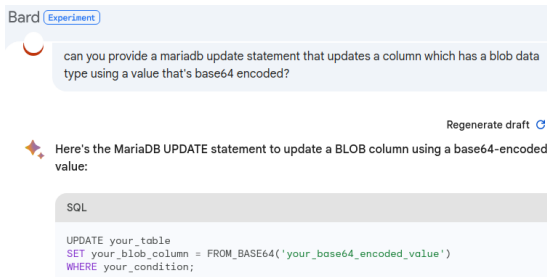 Bard Experiment
can you provide a mariadb update statement that updates a column which has a blob data
type using a value that's base64 encoded?
Regenerate draft
Here's the MariaDB UPDATE statement to update a BLOB column using a base64-encoded
value:
SQL
UPDATE your_table
SET your_blob_column = FROM_BASE64('your_base64_encoded_value')
WHERE your_condition;